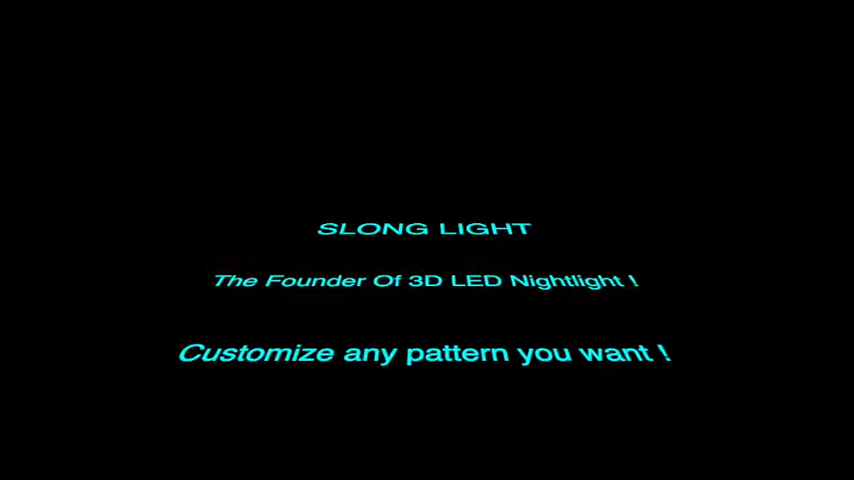 SLONG LIGHT
The Founder Of 3D LED Nightlight !
Customize any pattern you want !